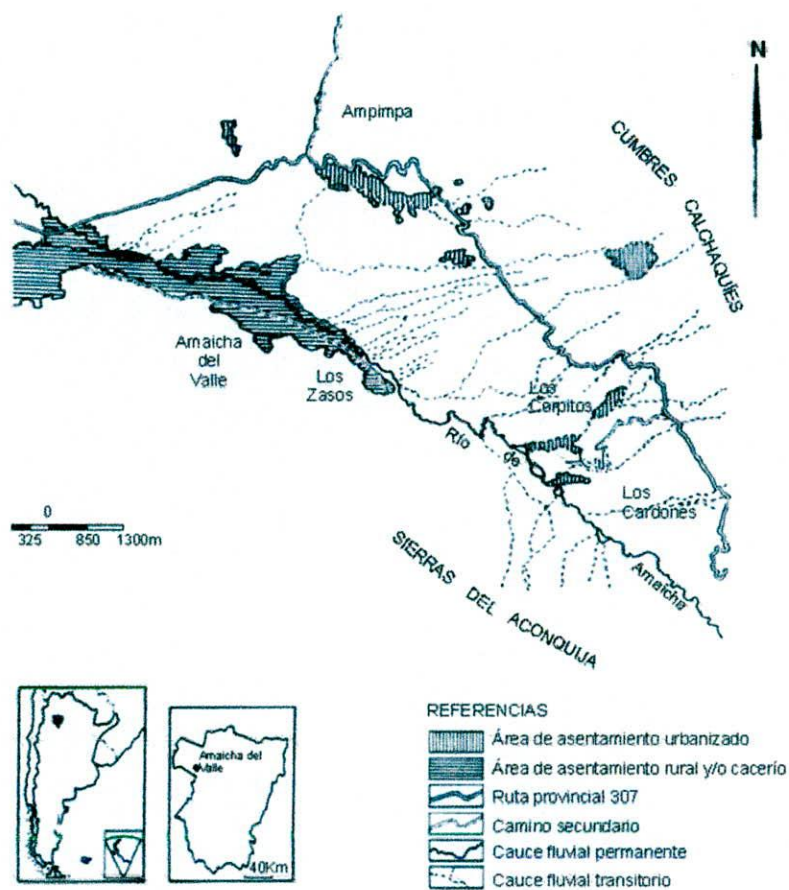 N
Ampimpa
CUMBRES CALCHAQUÍES
Amaicha
del
Valle
Los
Zasos
Los
Cerpitos
Río de Amaicha
Los
Cardones
0
325 850 1300m
SIERRAS DEL ACONQUIJA
Amaicha del
Valle
40Km
REFERENCIAS
Área de asentamiento urbanizado
Área de asentamiento rural y/o cacerío
Ruta provincial 307
Camino secundario
Cauce fluvial permanente
Cauce fluvial transitorio